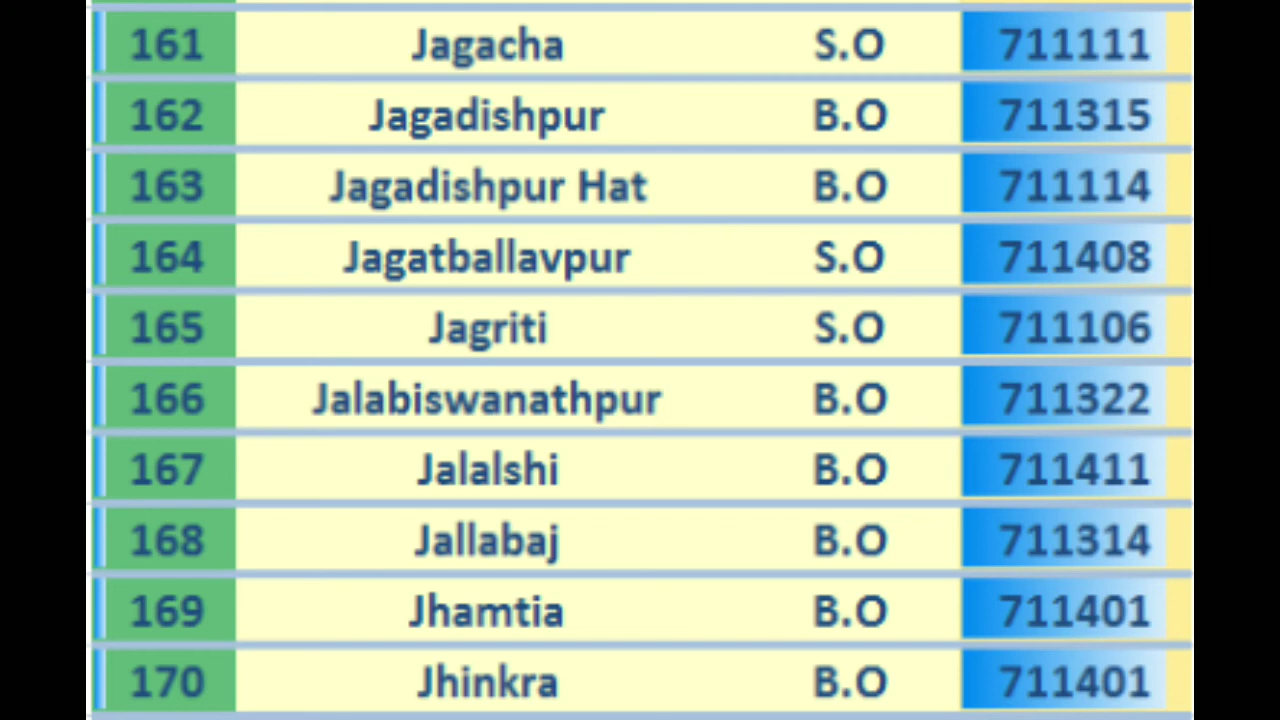 161 Jagacha S.O 711111
162 Jagadishpur B.O 711315
163 Jagadishpur Hat B.O 711114
164 Jagatballavpur S.O 711408
165 Jagriti S.O 711106
166 Jalabiswanathpur B.O 711322
167 Jalalshi B.O 711411
168 Jallabaj B.O 711314
169 Jhamtia B.O 711401
170 Jhinkra B.O 711401